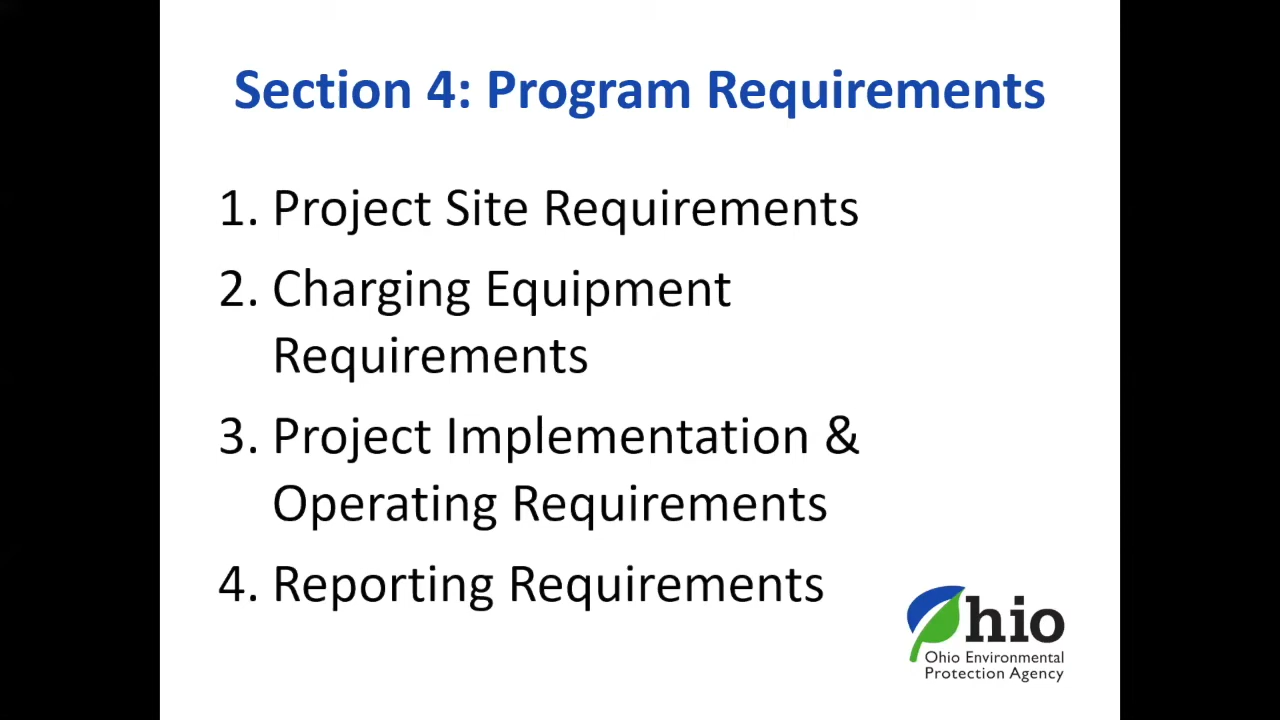 Section 4: Program Requirements
1. Project Site Requirements
2. Charging Equipment
Requirements
3. Project Implementation &
Operating Requirements
4. Reporting Requirements
Ohio
Ohio Environmental
Protection Agency